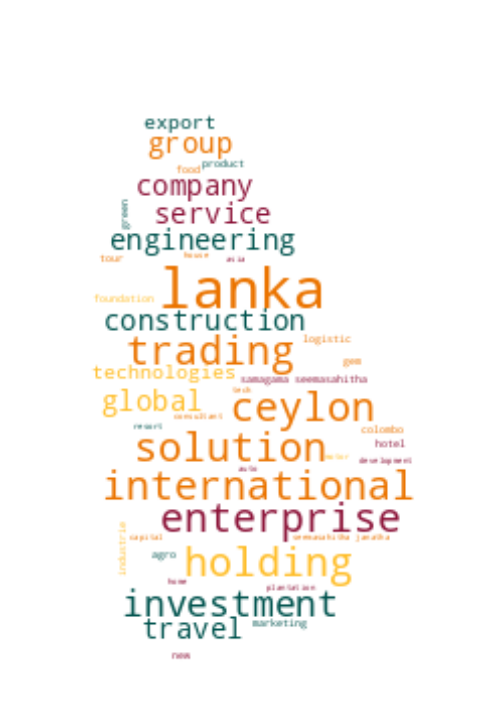 export
group
product
food
company
green
service
engineering
tour
house
asia
lanka
foundation
construction
logistic
trading
gem
technologies
samagama seemasahitha
tech
global
ceylon
consultant
resort
colombo
hotel
solution
motor
development
auto
international
enterprise
industrie
capital
seemasahitha janatha
agro
holding
home
plantation
investment
travel
marketing
new